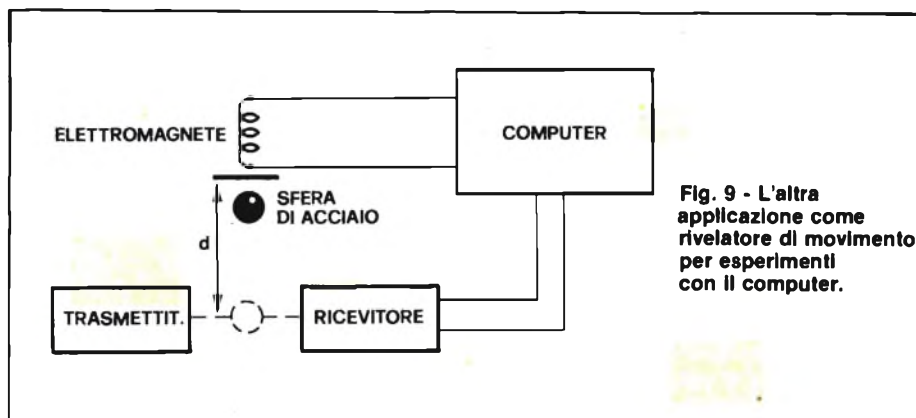 ELETTROMAGNETE
COMPUTER
SFERA
DI ACCIAIO
d
TRASMETTIT.
RICEVITORE
Fig. 9 - L'altra
applicazione come
rivelatore di movimento
per esperimenti
con il computer.